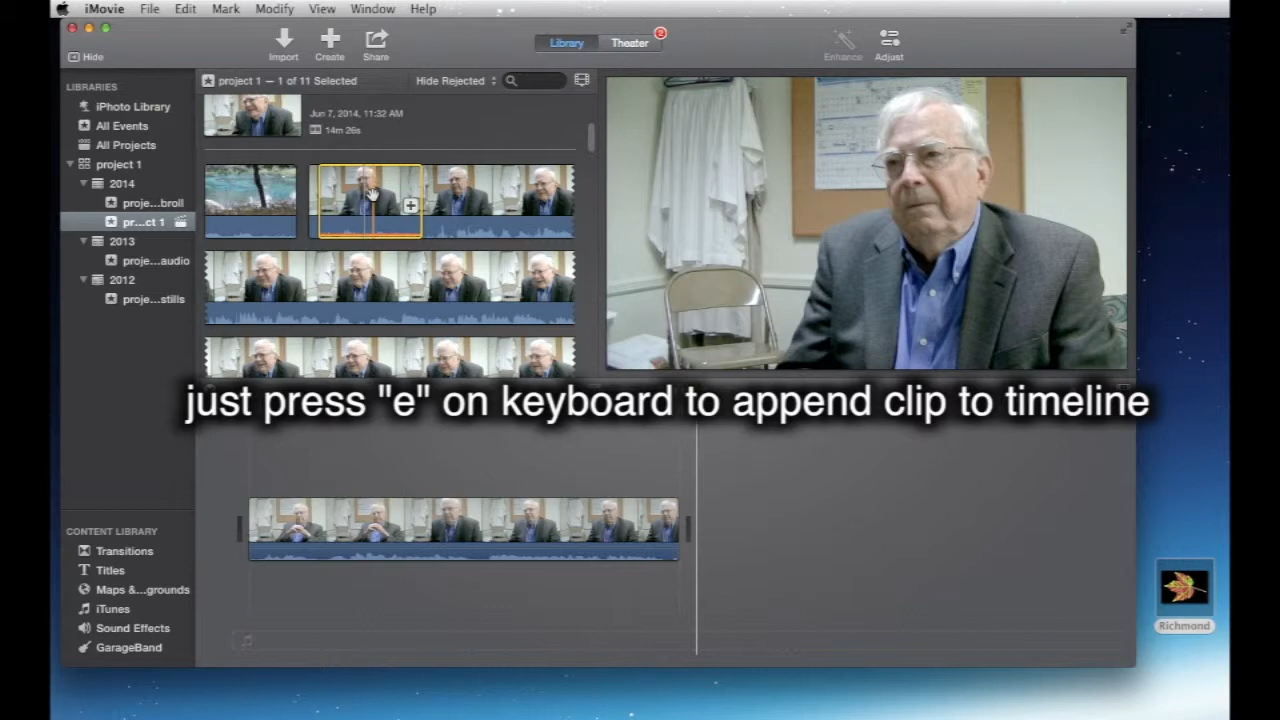 iMovie File Edit Mark Modify View Window Help
Hide
Import
Create
Share
Library
Theater
2
Enhance
Adjust
LIBRARIES
iPhoto Library
All Events
All Projects
project 1
2014
proje...broll
pr...ct 1
2013
proje...audio
2012
proje...stills
project 1 — 1 of 11 Selected
Hide Rejected
Jun 7, 2014, 11:32 AM
14m 26s
just press "e" on keyboard to append clip to timeline
CONTENT LIBRARY
Transitions
Titles
Maps &...grounds
iTunes
Sound Effects
GarageBand
Richmond